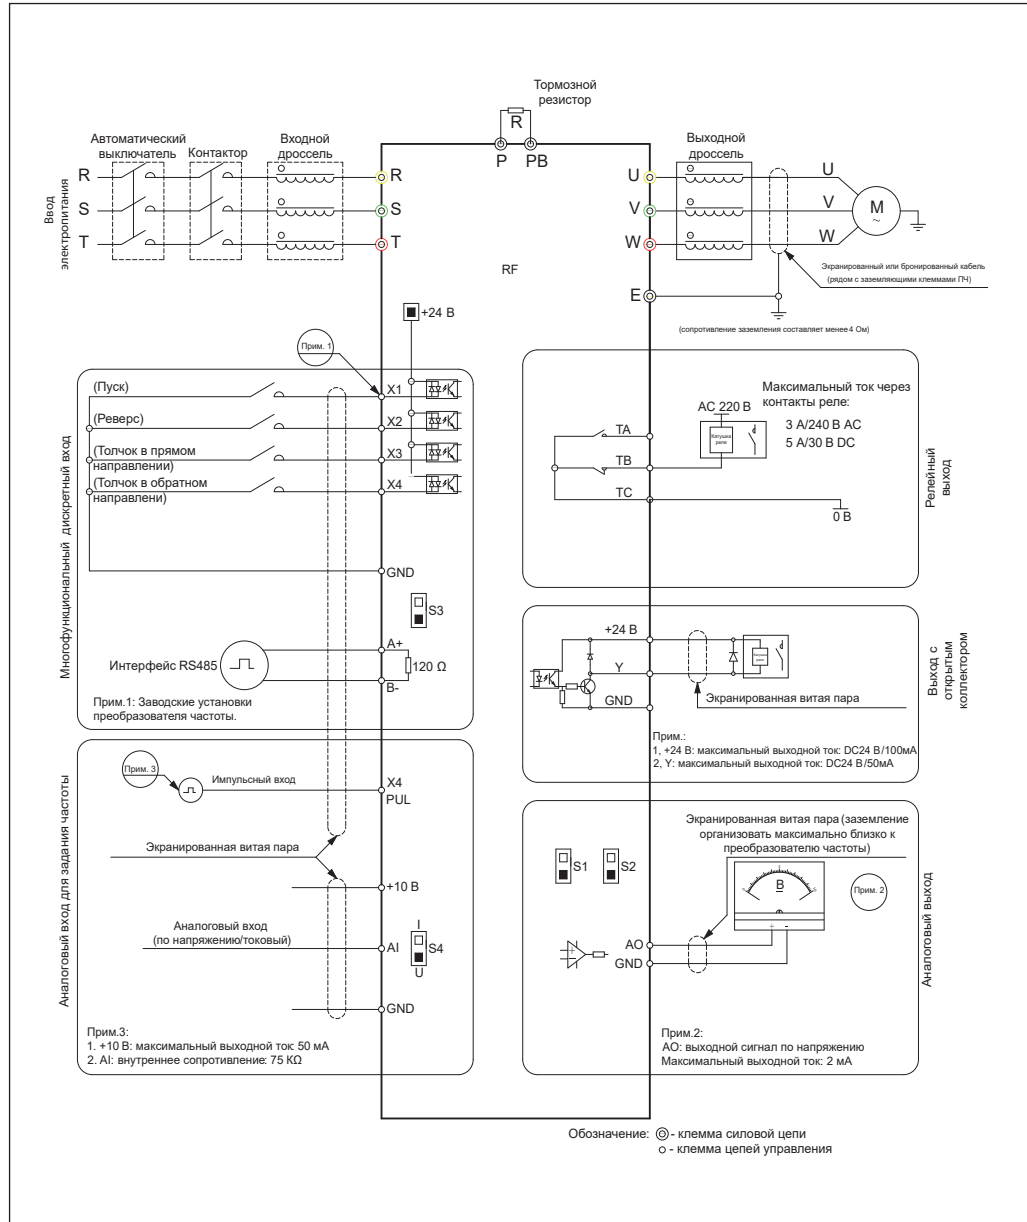 Тормозной
резистор
R
P PB
Автоматический
выключатель
Контактор
Входной
дроссель
Выходной
дроссель
Ввод
электропитания
R
S
T
R
S
T
U
V
W
U
V
W
M
~
RF
E
Экранированный или бронированный кабель
(рядом с заземляющими клеммами ПЧ)
(сопротивление заземления составляет менее 4 Ом)
+24 В
Прим. 1
Многофункциональный дискретный вход
(Пуск)
X1
(Реверс)
X2
(Толчок в прямом
направлении)
X3
(Толчок в обратном
направлени)
X4
GND
S3
A+
Интерфейс RS485
120 Ω
B-
Прим.1: Заводские установки
преобразователя частоты.
Аналоговый вход для задания частоты
Прим. 3
Импульсный вход
X4
PUL
Экранированная витая пара
+10 В
Аналоговый вход
(по напряжению/токовый)
AI
I
S4
U
GND
Прим.3:
1. +10 В: максимальный выходной ток: 50 мА
2. AI: внутреннее сопротивление: 75 KΩ
Максимальный ток через
контакты реле:
3 А/240 В AC
5 А/30 В DC
AC 220 В
Катушка
реле
TA
TB
TC
0 В
Релейный
выход
+24 В
Y
GND
Экранированная витая пара
Прим.:
1, +24 В: максимальный выходной ток: DC24 В/100мА
2, Y: максимальный выходной ток: DC24 В/50мА
Выход с
открытым
коллектором
Экранированная витая пара (заземление
организовать максимально близко к
преобразователю частоты)
S1
S2
В
Прим. 2
+ -
AO
GND
Прим.2:
AO: выходной сигнал по напряжению
Максимальный выходной ток: 2 мА
Аналоговый выход
Обозначение: - клемма силовой цепи
- клемма цепей управления